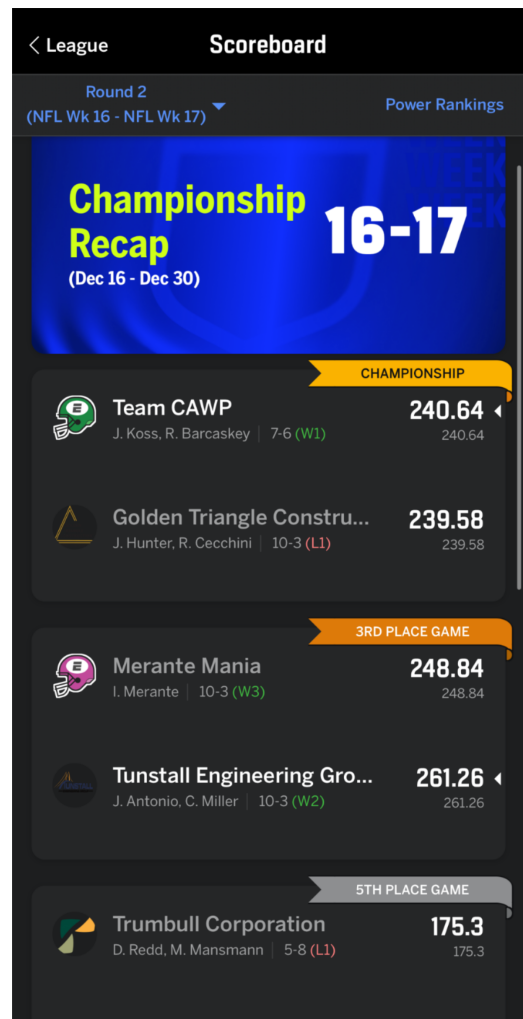 League
Scoreboard
Round 2
(NFL Wk 16 - NFL Wk 17)
Power Rankings
Championship
Recap
(Dec 16 - Dec 30)
16-17
CHAMPIONSHIP
Team CAWP
240.64
J. Koss, R. Barcaskey | 7-6 (W1)
240.64
Golden Triangle Constru...
239.58
J. Hunter, R. Cecchini | 10-3 (L1)
239.58
3RD PLACE GAME
Merante Mania
248.84
I. Merante | 10-3 (W3)
248.84
Tunstall Engineering Gro...
261.26
J. Antonio, C. Miller | 10-3 (W2)
261.26
5TH PLACE GAME
Trumbull Corporation
175.3
D. Redd, M. Mansmann | 5-8 (L1)
175.3